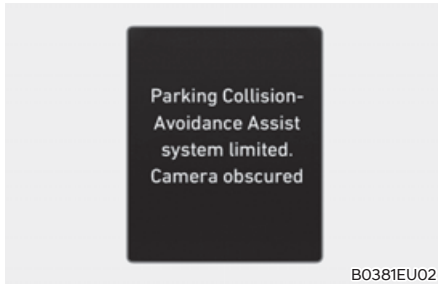 Parking Collision-
Avoidance Assist
system limited.
Camera obscured
B0381EU02